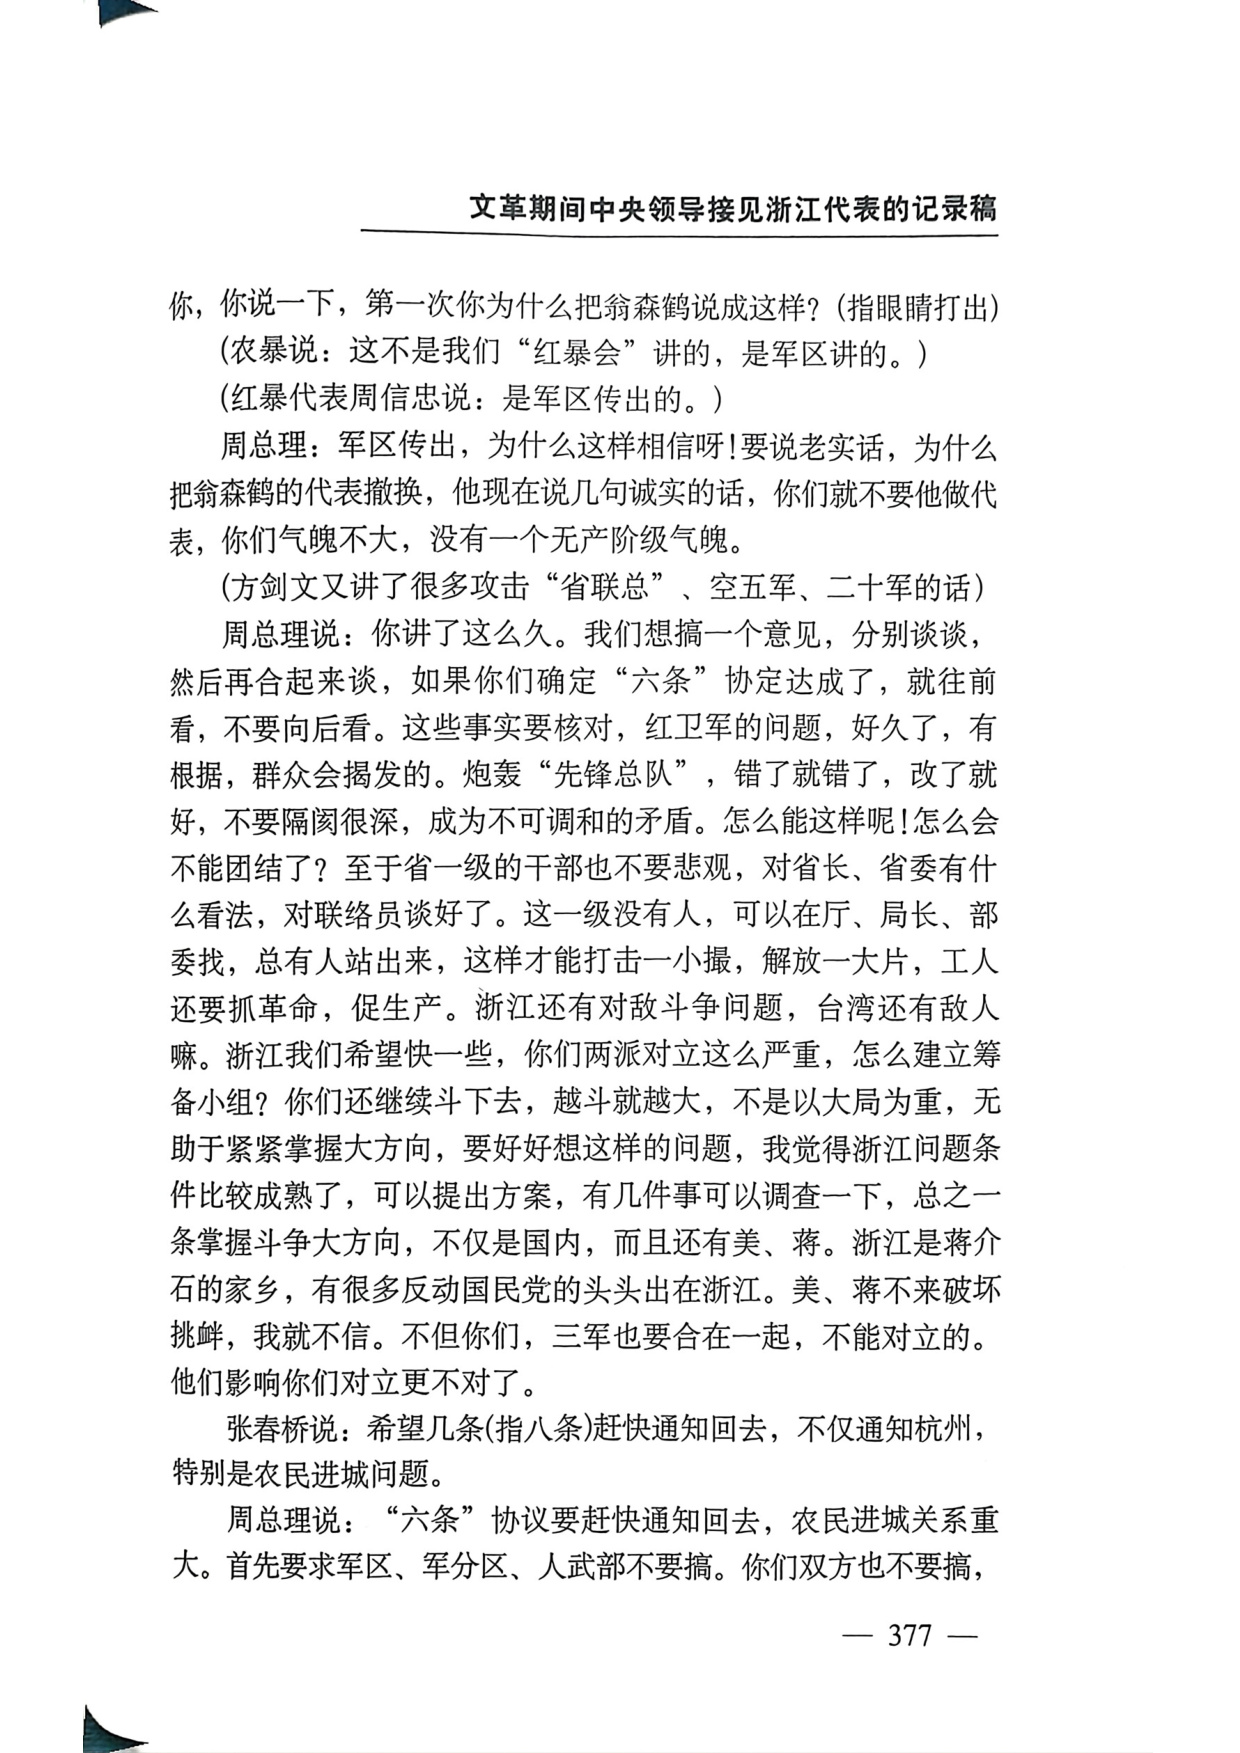 文革期间中央领导接见浙江代表的记录稿
你，你说一下，第一次你为什么把翁森鹤说成这样？(指眼睛打出)
(农暴说：这不是我们“红暴会”讲的，是军区讲的。)
(红暴代表周信忠说：是军区传出的。)
周总理：军区传出，为什么这样相信呀!要说老实话，为什么
把翁森鹤的代表撤换，他现在说几句诚实的话，你们就不要他做代
表，你们气魄不大，没有一个无产阶级气魄。
(方剑文又讲了很多攻击“省联总”、空五军、二十军的话)
周总理说：你讲了这么久。我们想搞一个意见，分别谈谈，
然后再合起来谈，如果你们确定“六条”协定达成了，就往前
看，不要向后看。这些事实要核对，红卫军的问题，好久了，有
根据，群众会揭发的。炮轰“先锋总队”，错了就错了，改了就
好，不要隔阂很深，成为不可调和的矛盾。怎么能这样呢!怎么会
不能团结了？至于省一级的干部也不要悲观，对省长、省委有什
么看法，对联络员谈好了。这一级没有人，可以在厅、局长、部
委找，总有人站出来，这样才能打击一小撮，解放一大片，工人
还要抓革命，促生产。浙江还有对敌斗争问题，台湾还有敌人
嘛。浙江我们希望快一些，你们两派对立这么严重，怎么建立筹
备小组？你们还继续斗下去，越斗就越大，不是以大局为重，无
助于紧紧掌握大方向，要好好想这样的问题，我觉得浙江问题条
件比较成熟了，可以提出方案，有几件事可以调查一下，总之一
条掌握斗争大方向，不仅是国内，而且还有美、蒋。浙江是蒋介
石的家乡，有很多反动国民党的头头出在浙江。美、蒋不来破坏
挑衅，我就不信。不但你们，三军也要合在一起，不能对立的。
他们影响你们对立更不对了。
张春桥说：希望几条(指八条)赶快通知回去，不仅通知杭州，
特别是农民进城问题。
周总理说：“六条”协议要赶快通知回去，农民进城关系重
大。首先要求军区、军分区、人武部不要搞。你们双方也不要搞，
— 377 —